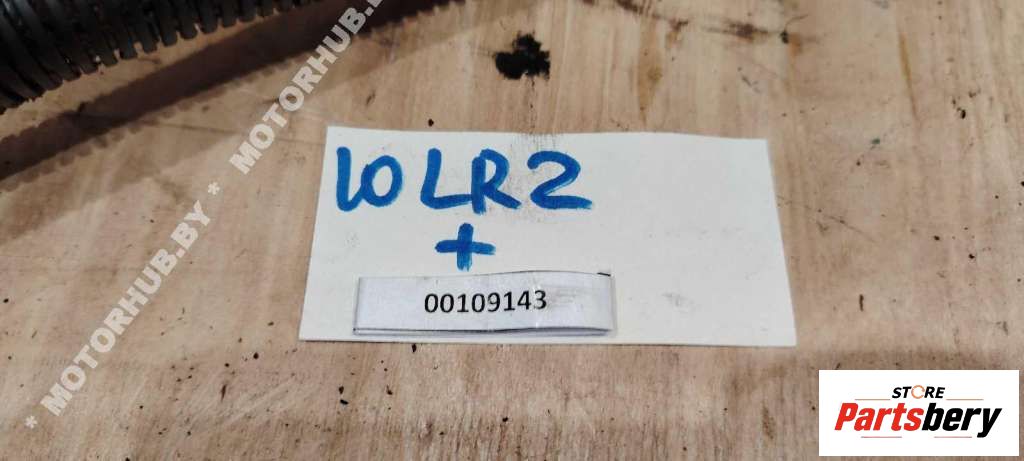 * MOTORHUB.BY * MOTORHUB.BY
10 LR2
+
00109143
STORE
Partsbery